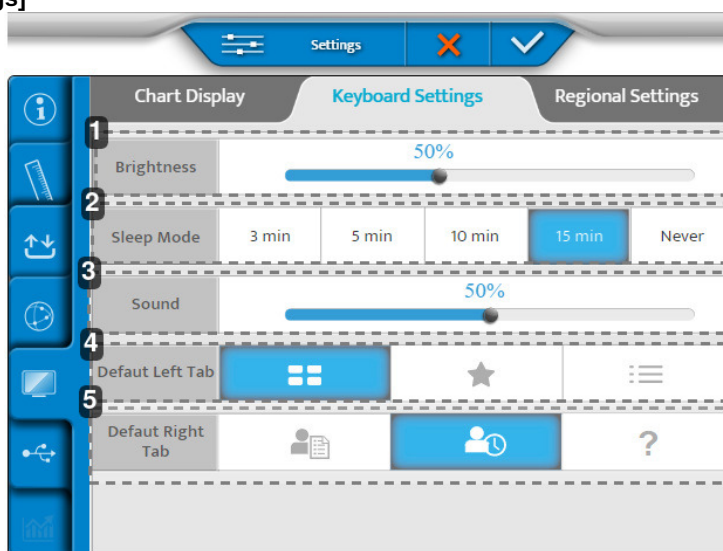 gs]
Settings
Chart Display Keyboard Settings Regional Settings
1
50%
Brightness
2
Sleep Mode 3 min 5 min 10 min 15 min Never
3
50%
Sound
4
Defaut Left Tab
5
Defaut Right
Tab
?